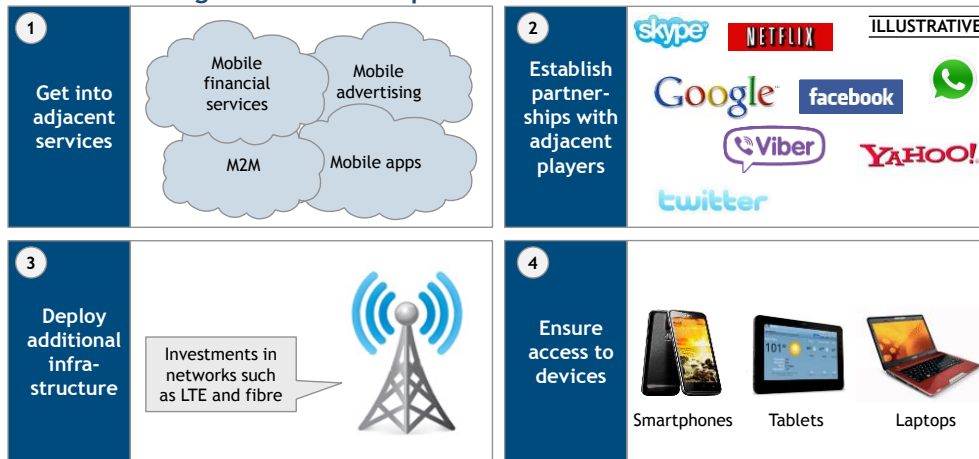 1
Get into
adjacent
services
Mobile
financial
services
Mobile
advertising
M2M
Mobile apps
2
Establish
partner-
ships with
adjacent
players
skype
NETFLIX
ILLUSTRATIVE
Google
facebook
Viber
YAHOO!
twitter
3
Deploy
additional
infra-
structure
Investments in
networks such
as LTE and fibre
4
Ensure
access to
devices
101°
Smartphones
Tablets
Laptops